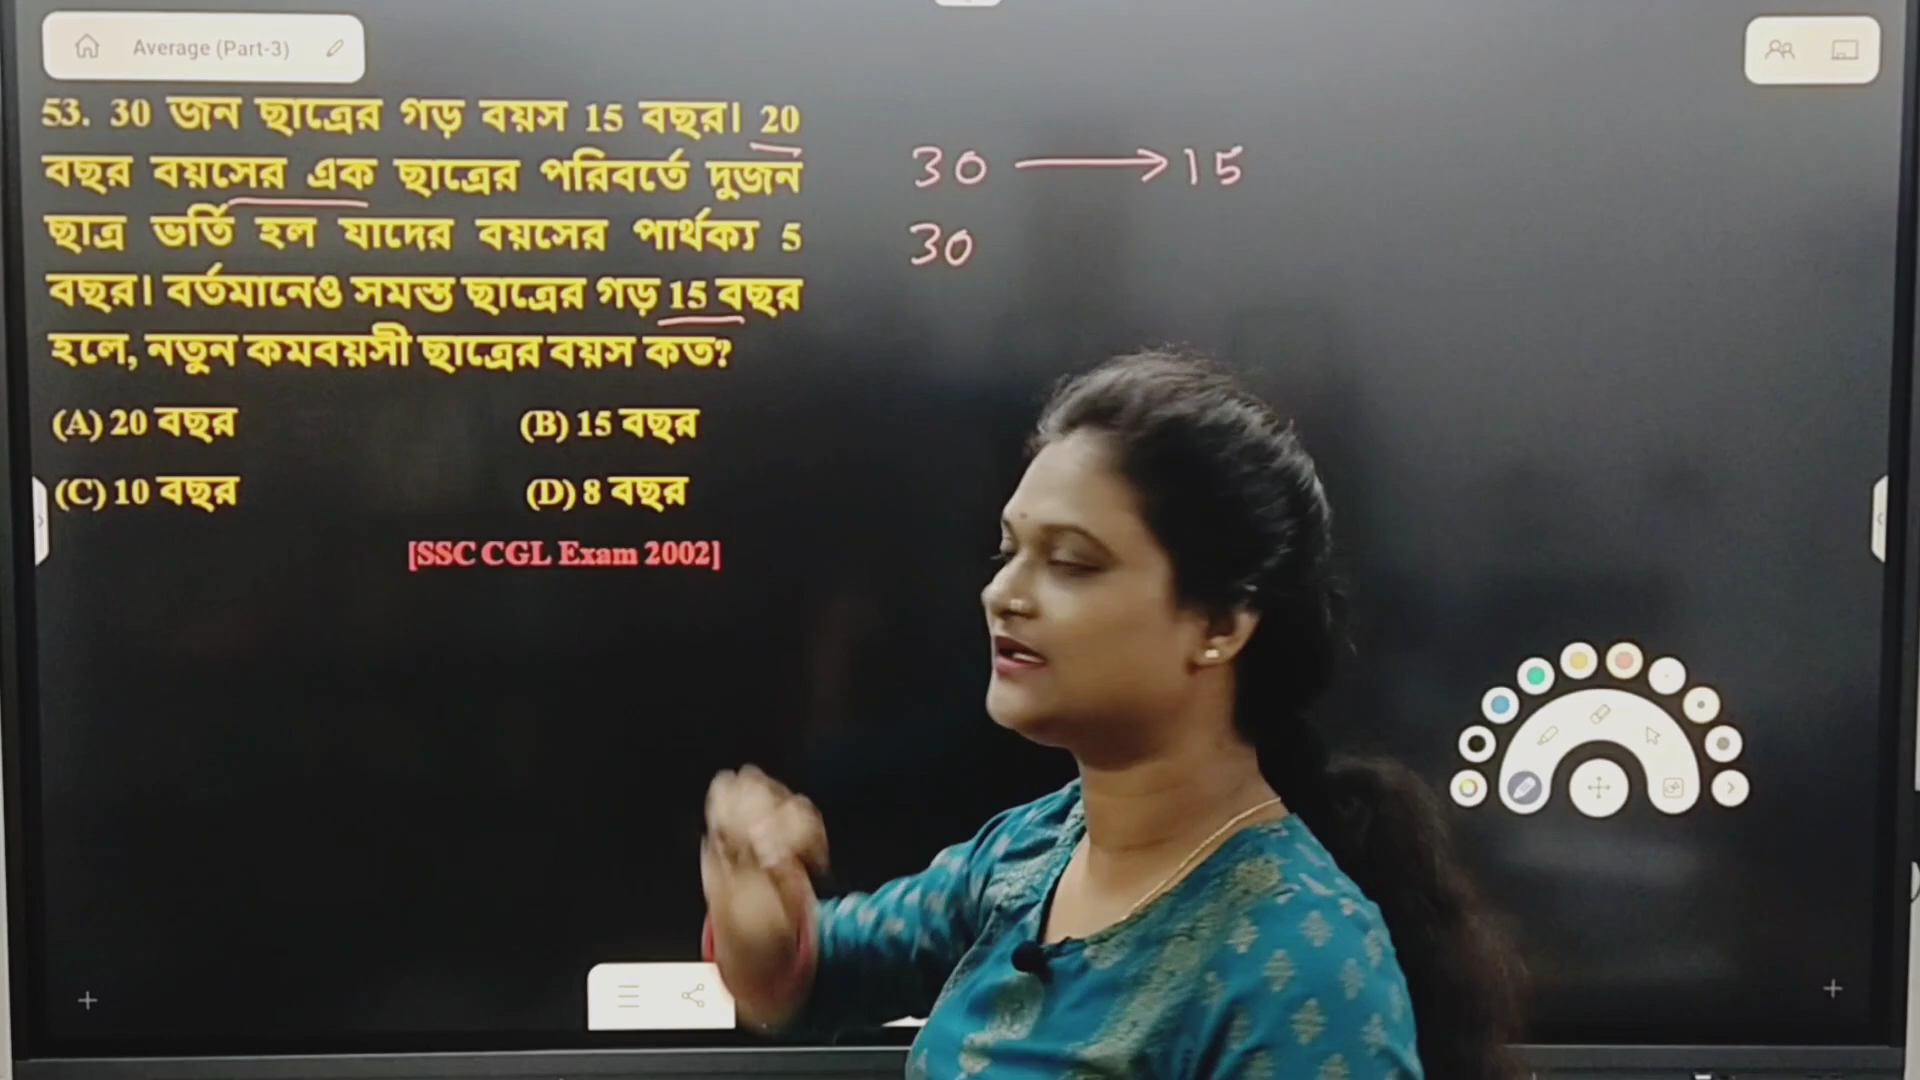 Average (Part-3)
53. 30 জন ছাত্রের গড় বয়স 15 বছর। 20
বছর বয়সের এক ছাত্রের পরিবর্তে দুজন
ছাত্র ভর্তি হল যাদের বয়সের পার্থক্য 5
বছর। বর্তমানেও সমস্ত ছাত্রের গড় 15 বছর
হলে, নতুন কমবয়সী ছাত্রের বয়স কত?
(A) 20 বছর (B) 15 বছর
(C) 10 বছর (D) 8 বছর
[SSC CGL Exam 2002]
30 → 15
30